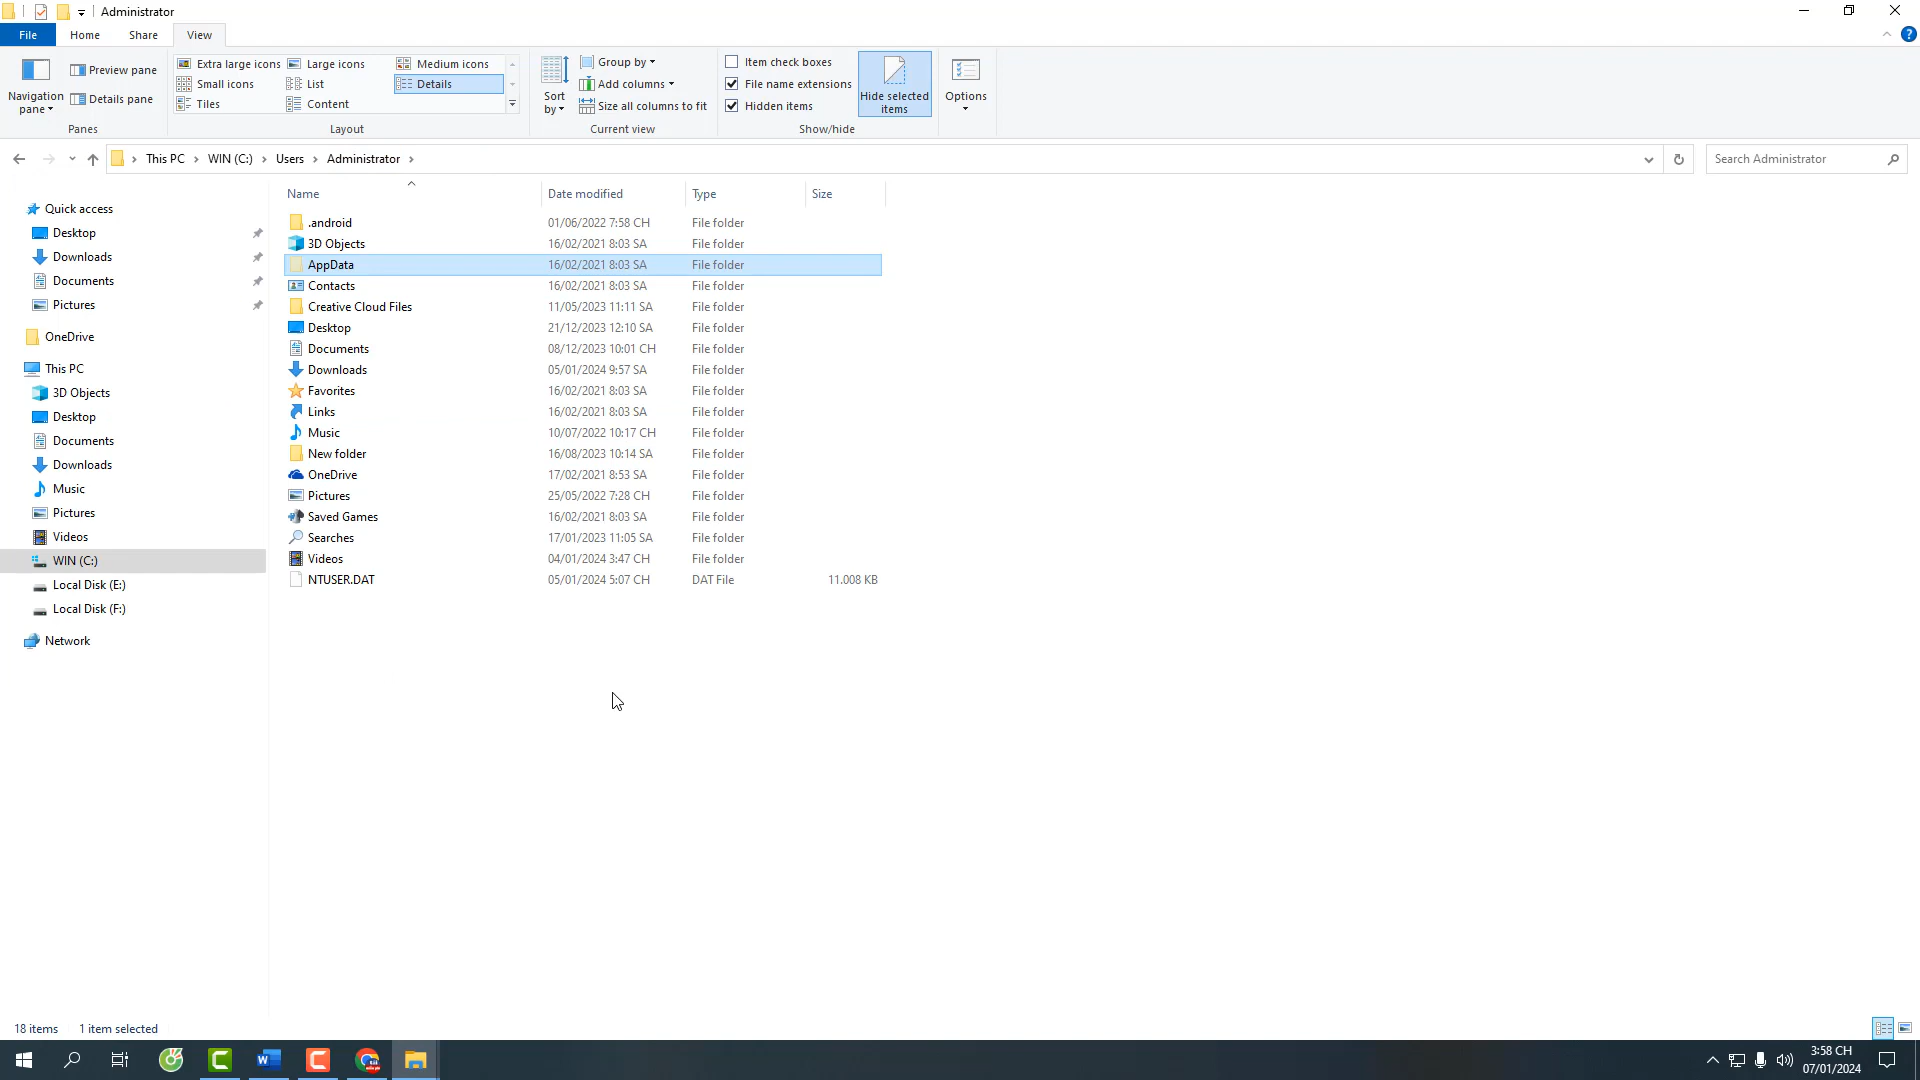 Administrator
File Home Share View
Navigation pane
Preview pane
Details pane
Panes
Extra large icons Large icons Medium icons
Small icons List Details
Tiles Content
Layout
Sort by
Group by
Add columns
Size all columns to fit
Current view
Item check boxes
File name extensions
Hidden items
Hide selected items
Show/hide
Options
This PC WIN (C:) Users Administrator
Search Administrator
Quick access
Desktop
Downloads
Documents
Pictures
OneDrive
This PC
3D Objects
Desktop
Documents
Downloads
Music
Pictures
Videos
WIN (C:)
Local Disk (E:)
Local Disk (F:)
Network
Name Date modified Type Size
.android 01/06/2022 7:58 CH File folder
3D Objects 16/02/2021 8:03 SA File folder
AppData 16/02/2021 8:03 SA File folder
Contacts 16/02/2021 8:03 SA File folder
Creative Cloud Files 11/05/2023 11:11 SA File folder
Desktop 21/12/2023 12:10 SA File folder
Documents 08/12/2023 10:01 CH File folder
Downloads 05/01/2024 9:57 SA File folder
Favorites 16/02/2021 8:03 SA File folder
Links 16/02/2021 8:03 SA File folder
Music 10/07/2022 10:17 CH File folder
New folder 16/08/2023 10:14 SA File folder
OneDrive 17/02/2021 8:53 SA File folder
Pictures 25/05/2022 7:28 CH File folder
Saved Games 16/02/2021 8:03 SA File folder
Searches 17/01/2023 11:05 SA File folder
Videos 04/01/2024 3:47 CH File folder
NTUSER.DAT 05/01/2024 5:07 CH DAT File 11.008 KB
18 items 1 item selected
3:58 CH
07/01/2024